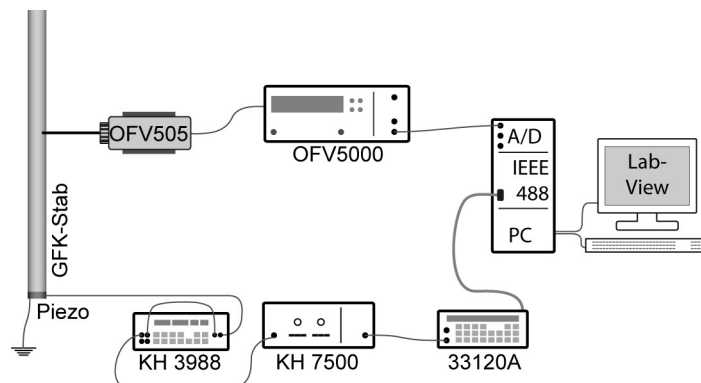 OFV505
OFV5000
A/D
IEEE
488
PC
Lab-
View
GFK-Stab
Piezo
KH 3988
KH 7500
33120A